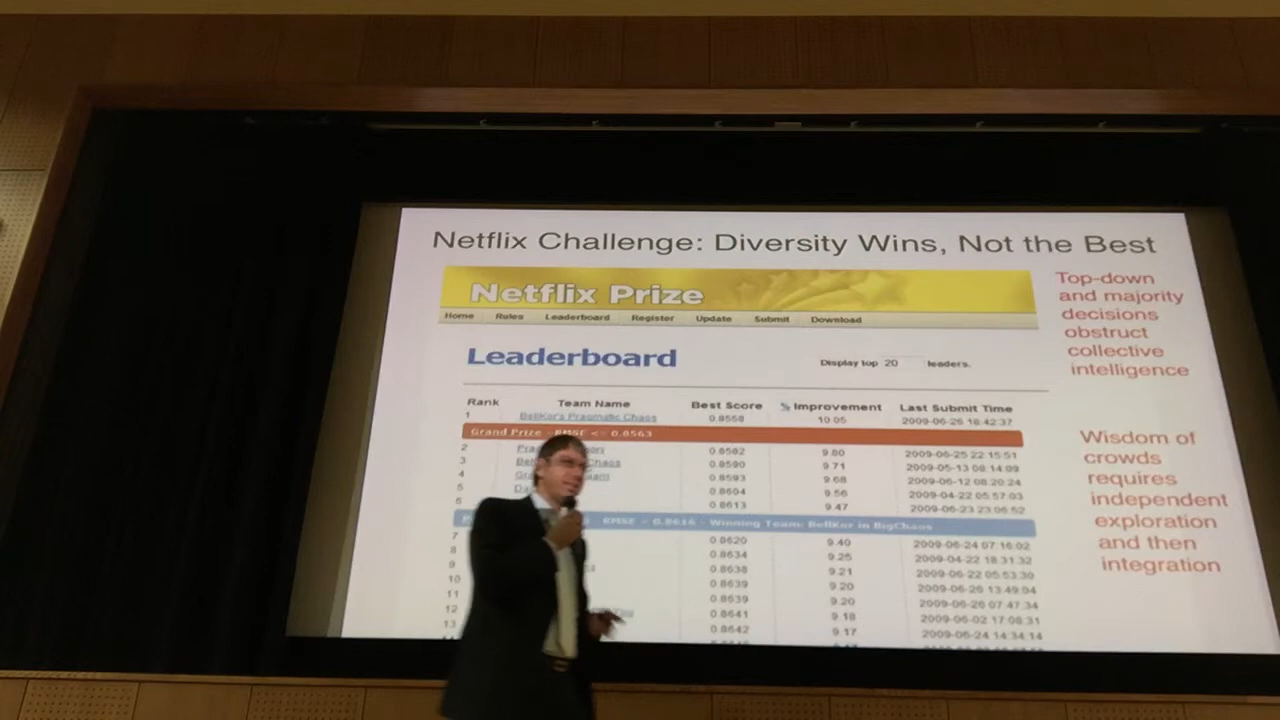 Netflix Challenge: Diversity Wins, Not the Best
Netflix Prize
Home Rules Leaderboard Register Update Submit Download
Leaderboard
Display top 20 leaders.
Rank Team Name Best Score % Improvement Last Submit Time
1 BellKor's Pragmatic Chaos 0.8558 10.05 2009-06-26 18:42:37
Grand Prize - RMSE <= 0.8563
2 0.8582 9.80 2009-06-25 22:15:51
3 Chaos 0.8590 9.71 2009-05-13 08:14:09
4 0.8593 9.68 2009-06-12 08:20:24
5 0.8604 9.56 2009-04-22 05:57:03
6 0.8613 9.47 2009-06-23 23:06:52
RMSE = 0.8616 - Winning Team: BellKor in BigChaos
7 0.8620 9.40 2009-06-24 07:16:02
8 0.8634 9.25 2009-04-22 18:31:32
9 0.8638 9.21 2009-06-22 05:53:30
10 0.8639 9.20 2009-06-26 13:49:04
11 0.8639 9.20 2009-06-26 07:47:34
12 0.8641 9.18 2009-06-02 17:08:31
13 0.8642 9.17 2009-06-24 14:34:14
Top-down
and majority
decisions
obstruct
collective
intelligence
Wisdom of
crowds
requires
independent
exploration
and then
integration